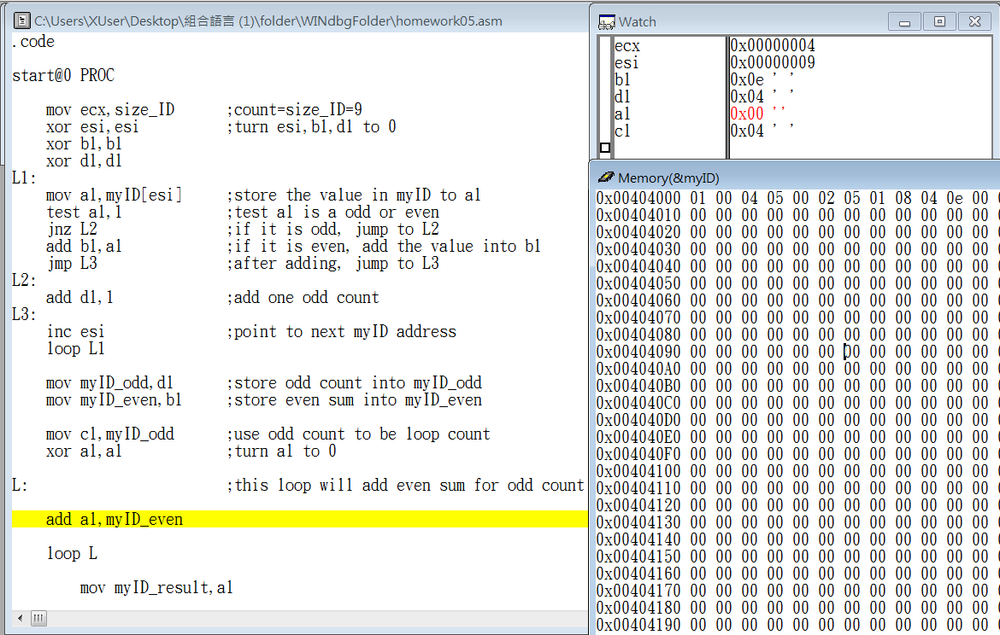 C:\Users\XUser\Desktop\組合語言 (1)\folder\WINdbgFolder\homework05.asm
.code
start@0 PROC
mov ecx,size_ID ;count=size_ID=9
xor esi,esi ;turn esi,bl,dl to 0
xor bl,bl
xor dl,dl
L1:
mov al,myID[esi] ;store the value in myID to al
test al,1 ;test al is a odd or even
jnz L2 ;if it is odd, jump to L2
add bl,al ;if it is even, add the value into bl
jmp L3 ;after adding, jump to L3
L2:
add dl,1 ;add one odd count
L3:
inc esi ;point to next myID address
loop L1
mov myID_odd,dl ;store odd count into myID_odd
mov myID_even,bl ;store even sum into myID_even
mov cl,myID_odd ;use odd count to be loop count
xor al,al ;turn al to 0
L: ;this loop will add even sum for odd count
add al,myID_even
loop L
mov myID_result,al
Watch
ecx 0x00000004
esi 0x00000009
bl 0x0e ' '
dl 0x04 ' '
al 0x00 ''
cl 0x04 ' '
Memory(&myID)
0x00404000 01 00 04 05 00 02 05 01 08 04 0e 00
0x00404010 00 00 00 00 00 00 00 00 00 00 00 00
0x00404020 00 00 00 00 00 00 00 00 00 00 00 00
0x00404030 00 00 00 00 00 00 00 00 00 00 00 00
0x00404040 00 00 00 00 00 00 00 00 00 00 00 00
0x00404050 00 00 00 00 00 00 00 00 00 00 00 00
0x00404060 00 00 00 00 00 00 00 00 00 00 00 00
0x00404070 00 00 00 00 00 00 00 00 00 00 00 00
0x00404080 00 00 00 00 00 00 00 00 00 00 00 00
0x00404090 00 00 00 00 00 00 00 00 00 00 00 00
0x004040A0 00 00 00 00 00 00 00 00 00 00 00 00
0x004040B0 00 00 00 00 00 00 00 00 00 00 00 00
0x004040C0 00 00 00 00 00 00 00 00 00 00 00 00
0x004040D0 00 00 00 00 00 00 00 00 00 00 00 00
0x004040E0 00 00 00 00 00 00 00 00 00 00 00 00
0x004040F0 00 00 00 00 00 00 00 00 00 00 00 00
0x00404100 00 00 00 00 00 00 00 00 00 00 00 00
0x00404110 00 00 00 00 00 00 00 00 00 00 00 00
0x00404120 00 00 00 00 00 00 00 00 00 00 00 00
0x00404130 00 00 00 00 00 00 00 00 00 00 00 00
0x00404140 00 00 00 00 00 00 00 00 00 00 00 00
0x00404150 00 00 00 00 00 00 00 00 00 00 00 00
0x00404160 00 00 00 00 00 00 00 00 00 00 00 00
0x00404170 00 00 00 00 00 00 00 00 00 00 00 00
0x00404180 00 00 00 00 00 00 00 00 00 00 00 00
0x00404190 00 00 00 00 00 00 00 00 00 00 00 00